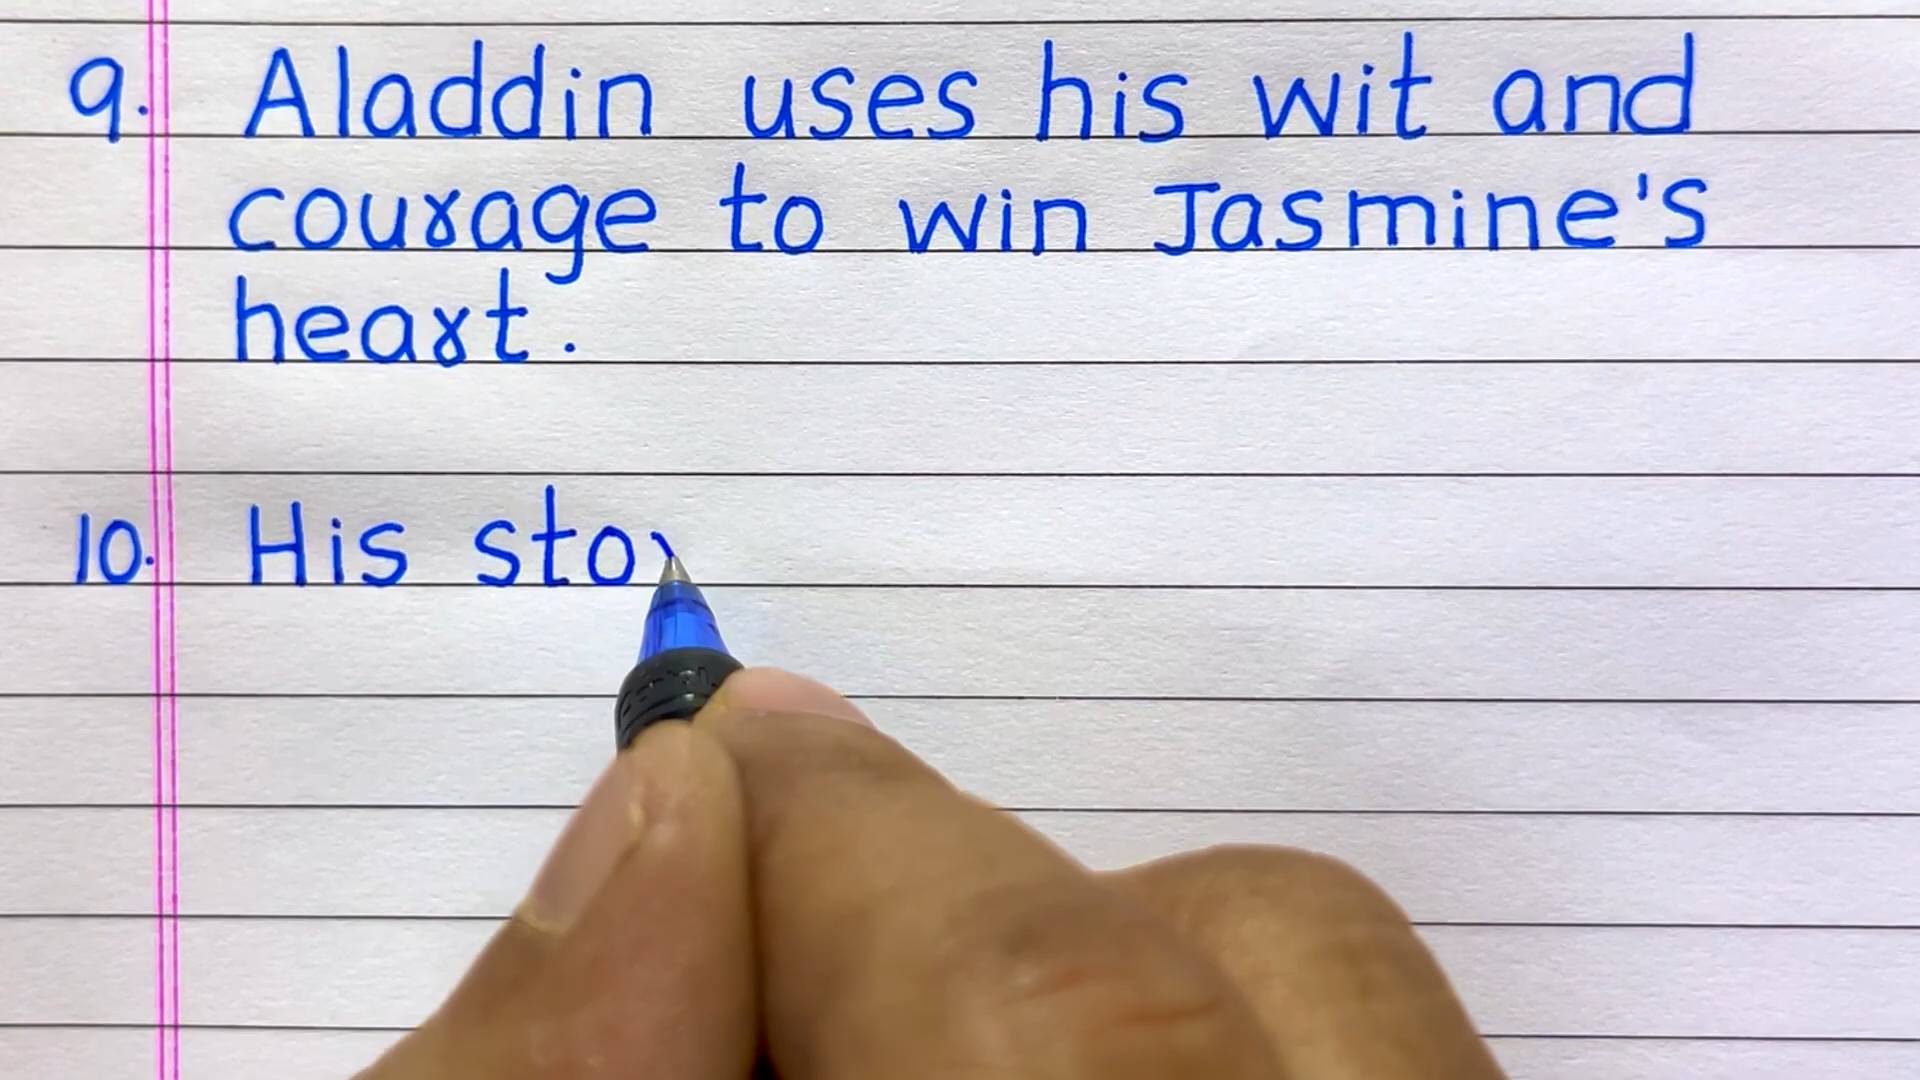 9. Aladdin uses his wit and
courage to win Jasmine's
heart.
10. His sto